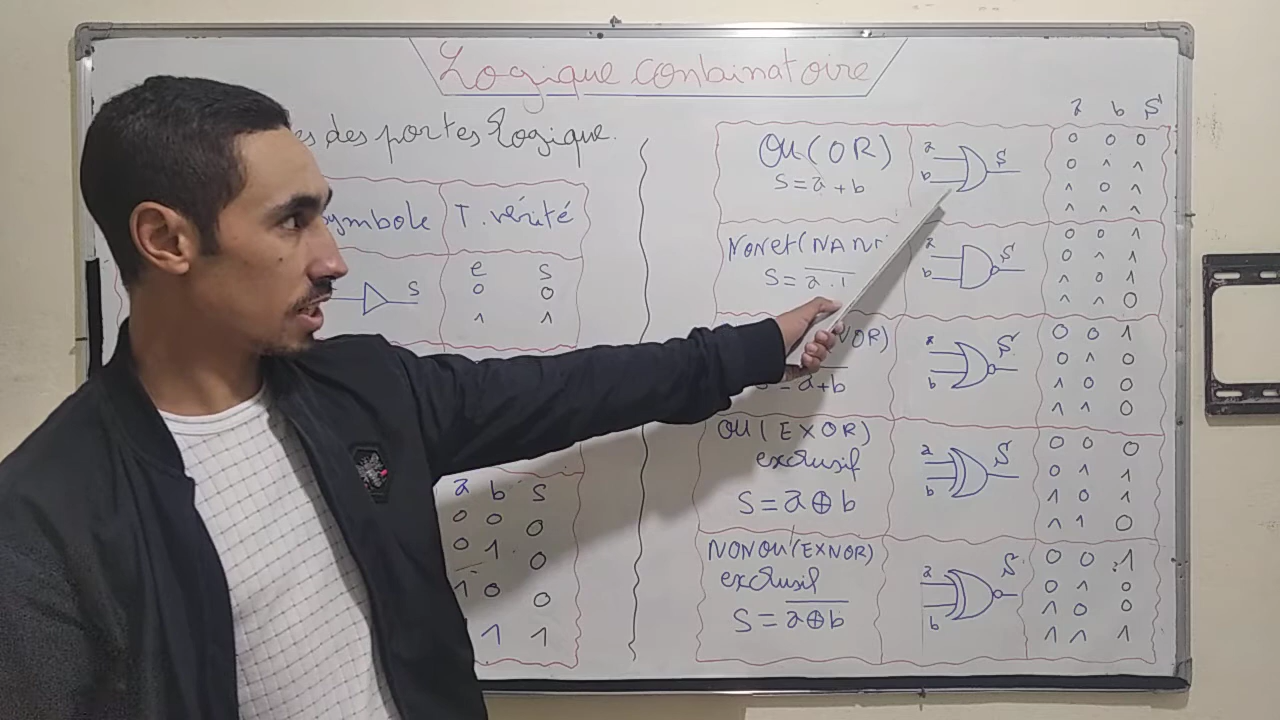 Logique conbinatoire
es des portes Logique.
symbole T. vérité
e s
0 0
1 1
S
a b s
0 0 0
0 1 0
1 0 0
1 1 1
a b S
OU (OR)
S = a + b
a
b
S
0 0 0
0 1 1
1 0 1
1 1 1
NONET (NAN
S = a .
a
b
S
0 0 1
0 1 1
1 0 1
1 1 0
OR)
S = a + b
a
b
S
0 0 1
0 1 0
1 0 0
1 1 0
OU (EXOR)
exclusif
S = a ⊕ b
a
b
S
0 0 0
0 1 1
1 0 1
1 1 0
NONOU (EXNOR)
exclusif
S = a ⊕ b
a
b
S
0 0 1
0 1 0
1 0 0
1 1 1